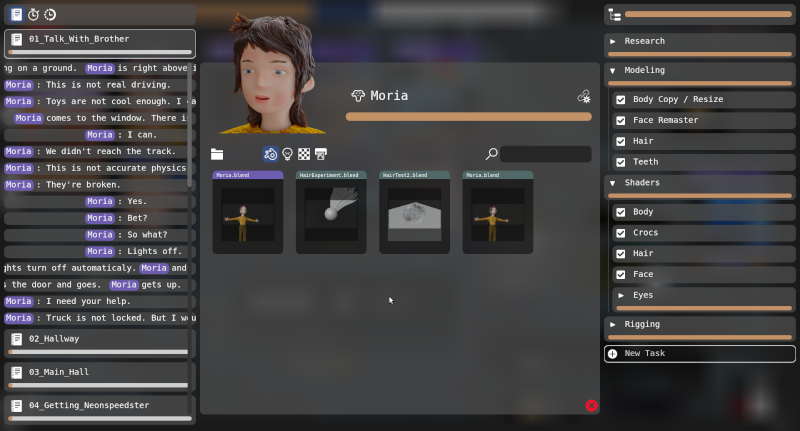 01_Talk_With_Brother
ng on a ground. Moria is right above
Moria : This is not real driving.
Moria : Toys are not cool enough. I
Moria comes to the window. There is
Moria : I can.
Moria : We didn't reach the track.
Moria : This is not accurate physics
Moria : They're broken.
Moria : Yes.
Moria : Bet?
Moria : So what?
Moria : Lights off.
ghts turn off automaticaly. Moria and
s the door and goes. Moria gets up.
Moria : I need your help.
Moria : Truck is not locked. But I
02_Hallway
03_Main_Hall
04_Getting_Neonspeedster
Moria
Moria.blend
HairExperiment.blend
HairTest2.blend
Moria.blend
Research
Modeling
Body Copy / Resize
Face Remaster
Hair
Teeth
Shaders
Body
Crocs
Hair
Face
Eyes
Rigging
New Task